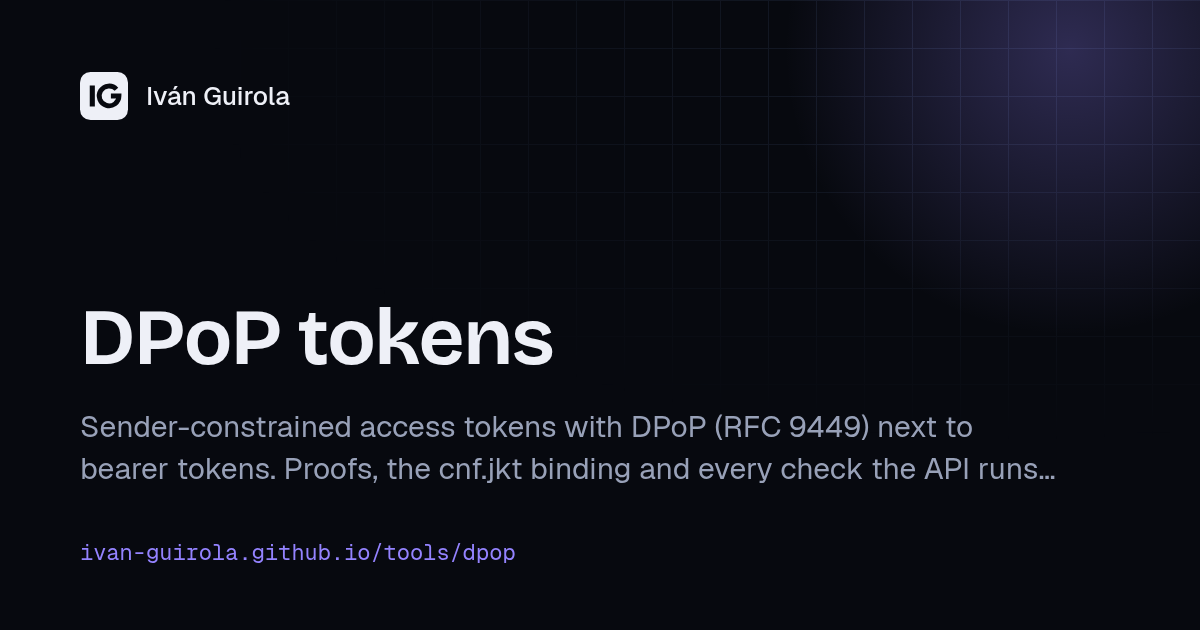 IG
Iván Guirola
DPoP tokens
Sender-constrained access tokens with DPoP (RFC 9449) next to
bearer tokens. Proofs, the cnf.jkt binding and every check the API runs…
ivan-guirola.github.io/tools/dpop